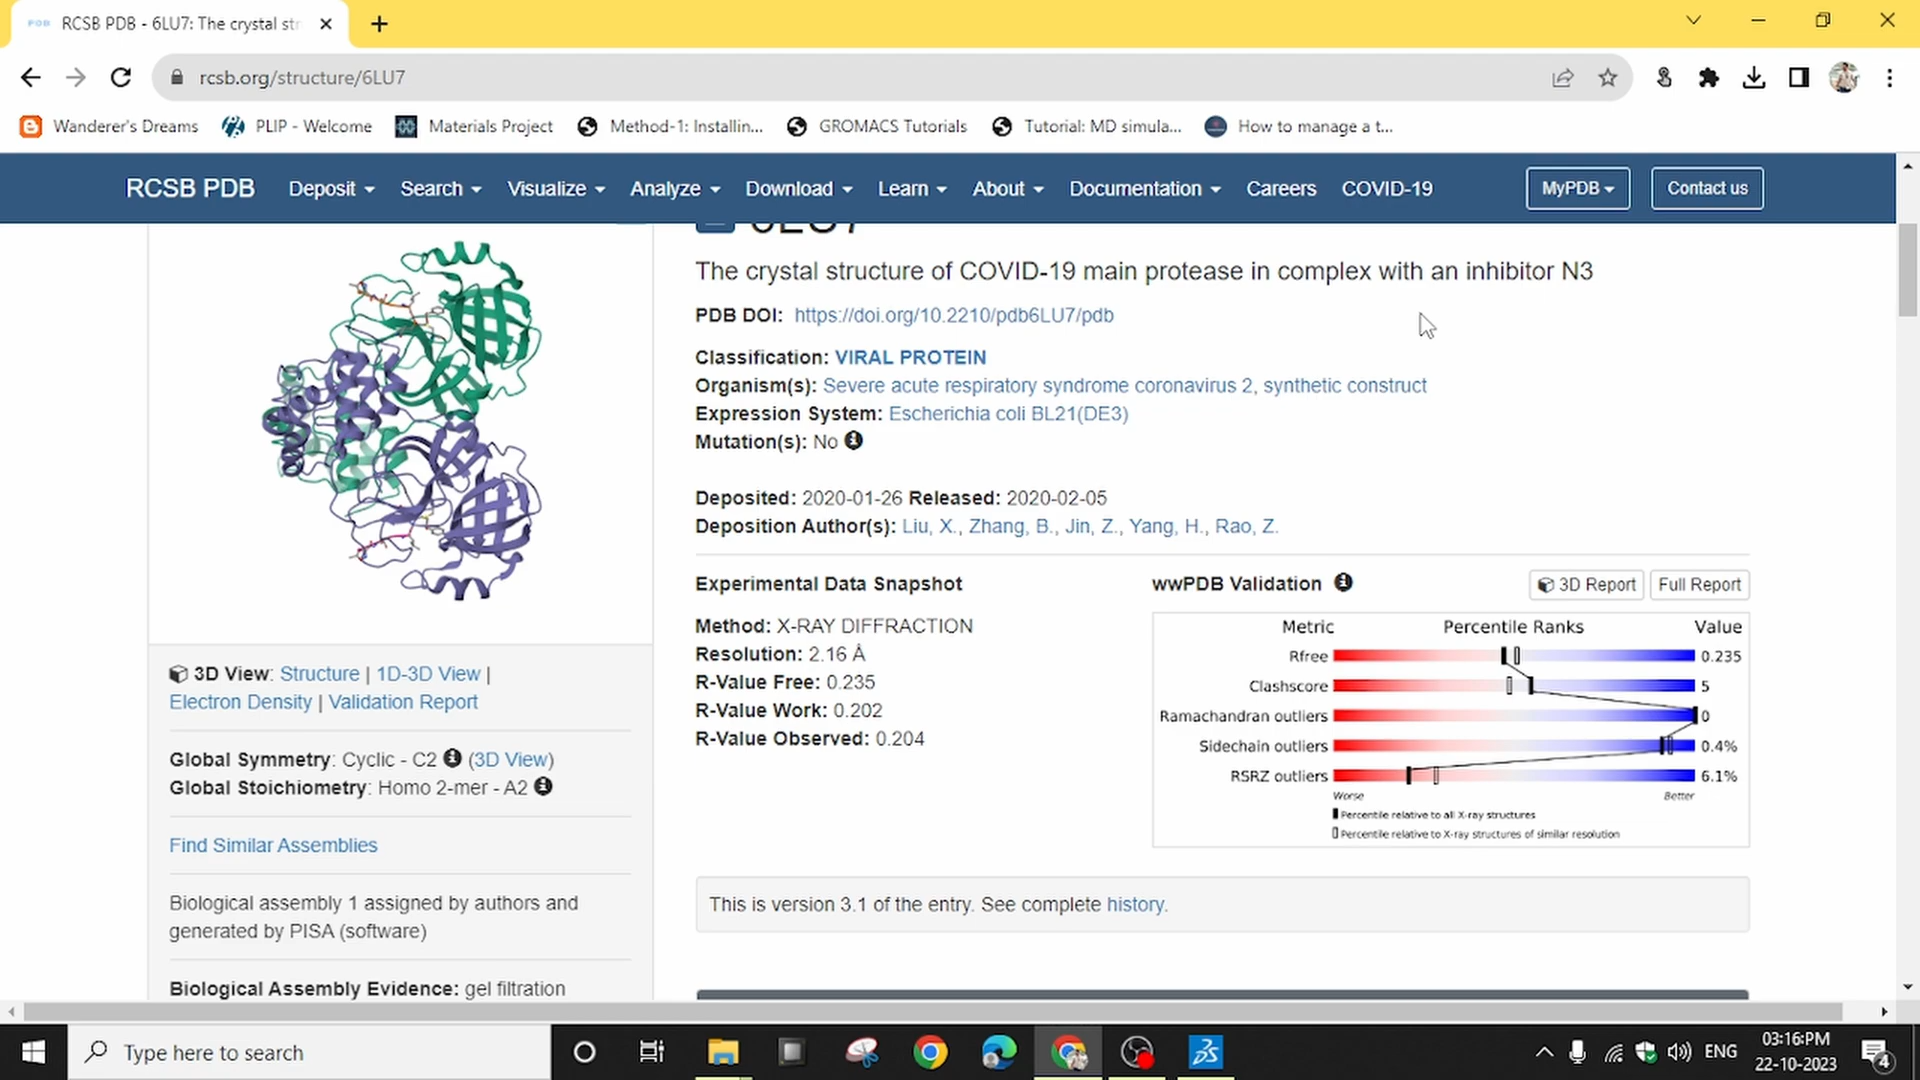 RCSB PDB - 6LU7: The crystal str
rcsb.org/structure/6LU7
Wanderer's Dreams PLIP - Welcome Materials Project Method-1: Installin... GROMACS Tutorials Tutorial: MD simula... How to manage a t...
RCSB PDB Deposit Search Visualize Analyze Download Learn About Documentation Careers COVID-19 MyPDB Contact us
6LU7
The crystal structure of COVID-19 main protease in complex with an inhibitor N3
PDB DOI: https://doi.org/10.2210/pdb6LU7/pdb
Classification: VIRAL PROTEIN
Organism(s): Severe acute respiratory syndrome coronavirus 2, synthetic construct
Expression System: Escherichia coli BL21(DE3)
Mutation(s): No
Deposited: 2020-01-26 Released: 2020-02-05
Deposition Author(s): Liu, X., Zhang, B., Jin, Z., Yang, H., Rao, Z.
Experimental Data Snapshot
Method: X-RAY DIFFRACTION
Resolution: 2.16 Å
R-Value Free: 0.235
R-Value Work: 0.202
R-Value Observed: 0.204
wwPDB Validation 3D Report Full Report
Metric Percentile Ranks Value
Rfree 0.235
Clashscore 5
Ramachandran outliers 0
Sidechain outliers 0.4%
RSRZ outliers 6.1%
Worse Better
Percentile relative to all X-ray structures
Percentile relative to X-ray structures of similar resolution
This is version 3.1 of the entry. See complete history.
3D View: Structure | 1D-3D View |
Electron Density | Validation Report
Global Symmetry: Cyclic - C2 (3D View)
Global Stoichiometry: Homo 2-mer - A2
Find Similar Assemblies
Biological assembly 1 assigned by authors and
generated by PISA (software)
Biological Assembly Evidence: gel filtration
Type here to search
ENG
03:16:PM
22-10-2023
4